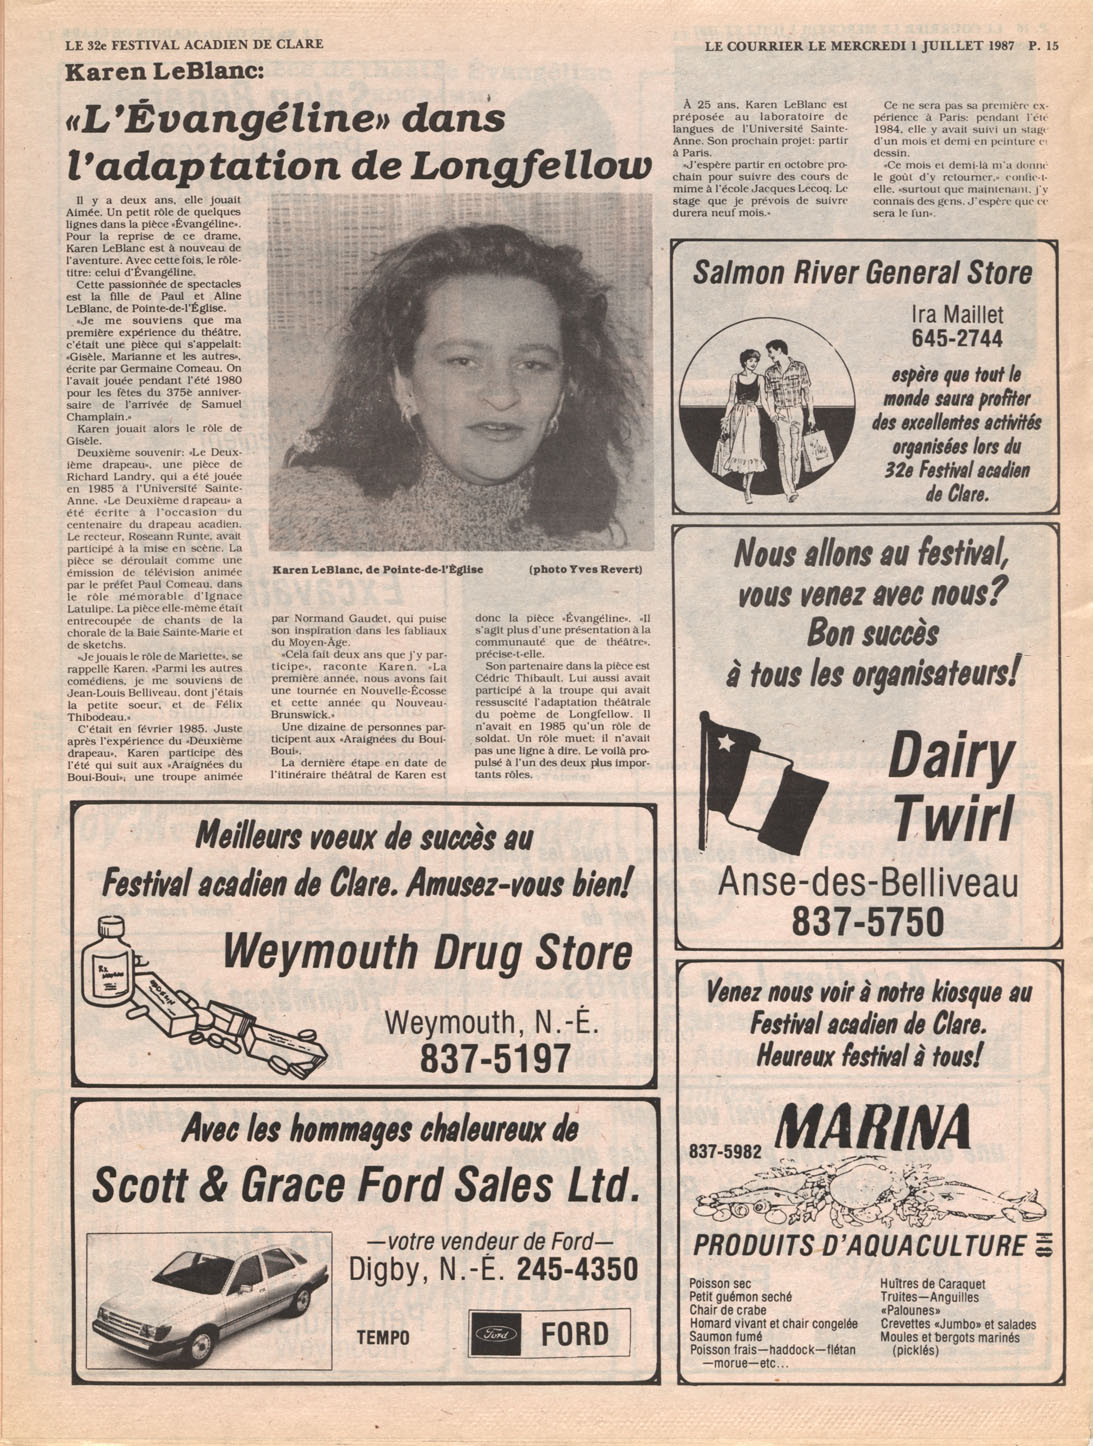 LE 32e FESTIVAL ACADIEN DE CLARE
LE COURRIER LE MERCREDI 1 JUILLET 1987 P. 15
Karen LeBlanc:
«L'Évangéline» dans
l'adaptation de Longfellow
Il y a deux ans, elle jouait
Aimée. Un petit rôle de quelques
lignes dans la pièce «Évangéline».
Pour la reprise de ce drame,
Karen LeBlanc est à nouveau de
l'aventure. Avec cette fois, le rôle-
titre: celui d'Évangéline.
Cette passionnée de spectacles
est la fille de Paul et Aline
LeBlanc, de Pointe-de-l'Église.
«Je me souviens que ma
première expérience du théâtre,
c'était une pièce qui s'appelait:
«Gisèle, Marianne et les autres»,
écrite par Germaine Comeau. On
l'avait jouée pendant l'été 1980
pour les fêtes du 375è anniver-
saire de l'arrivée de Samuel
Champlain.»
Karen jouait alors le rôle de
Gisèle.
Deuxième souvenir: «Le Deux-
ième drapeau», une pièce de
Richard Landry, qui a été jouée
en 1985 à l'Université Sainte-
Anne. «Le Deuxième drapeau» a
été écrite à l'occasion du
centenaire du drapeau acadien.
Le recteur, Roseann Runte, avait
participé à la mise en scène. La
pièce se déroulait comme une
émission de télévision animée
par le préfet Paul Comeau, dans
le rôle mémorable d'Ignace
Latulipe. La pièce elle-même était
entrecoupée de chants de la
chorale de la Baie Sainte-Marie et
de sketchs.
«Je jouais le rôle de Mariette», se
rappelle Karen. «Parmi les autres
comédiens, je me souviens de
Jean-Louis Belliveau, dont j'étais
la petite soeur, et de Félix
Thibodeau.»
C'était en février 1985. Juste
après l'expérience du «Deuxième
drapeau», Karen participe dès
l'été qui suit aux «Araignées du
Boui-Boui», une troupe animée
Karen LeBlanc, de Pointe-de-l'Église (photo Yves Revert)
par Normand Gaudet, qui puise
son inspiration dans les fabliaux
du Moyen-Age.
«Cela fait deux ans que j'y par-
ticipe», raconte Karen. «La
première année, nous avons fait
une tournée en Nouvelle-Écosse
et cette année qu Nouveau-
Brunswick.»
Une dizaine de personnes par-
ticipent aux «Araignées du Boui-
Boui».
La dernière étape en date de
l'itinéraire théâtral de Karen est
donc la pièce «Évangéline». «Il
s'agit plus d'une présentation à la
communauté que de théâtre»,
précise-t-elle.
Son partenaire dans la pièce est
Cédric Thibault. Lui aussi avait
participé à la troupe qui avait
ressuscité l'adaptation théâtrale
du poème de Longfellow. Il
n'avait en 1985 qu'un rôle de
soldat. Un rôle muet: il n'avait
pas une ligne à dire. Le voilà pro-
pulsé à l'un des deux plus impor-
tants rôles.
À 25 ans, Karen LeBlanc est
préposée au laboratoire de
langues de l'Université Sainte-
Anne. Son prochain projet: partir
à Paris.
«J'espère partir en octobre pro-
chain pour suivre des cours de
mime à l'école Jacques Lecoq. Le
stage que je prévois de suivre
durera neuf mois.»
Ce ne sera pas sa première ex-
périence à Paris: pendant l'été
1984, elle y avait suivi un stage
d'un mois et demi en peinture et
dessin.
«Ce mois et demi-là m'a donné
le goût d'y retourner,» confie-t-
elle, «surtout que maintenant, j'y
connais des gens. J'espère que ce
sera le fun».
Salmon River General Store
Ira Maillet
645-2744
espère que tout le
monde saura profiter
des excellentes activités
organisées lors du
32e Festival acadien
de Clare.
Nous allons au festival,
vous venez avec nous?
Bon succès
à tous les organisateurs!
Dairy
Twirl
Anse-des-Belliveau
837-5750
Meilleurs voeux de succès au
Festival acadien de Clare. Amusez-vous bien!
Weymouth Drug Store
Weymouth, N.-É.
837-5197
Avec les hommages chaleureux de
Scott & Grace Ford Sales Ltd.
—votre vendeur de Ford—
Digby, N.-É. 245-4350
TEMPO
Ford
FORD
Venez nous voir à notre kiosque au
Festival acadien de Clare.
Heureux festival à tous!
837-5982
MARINA
PRODUITS D'AQUACULTURE
Poisson sec
Petit guémon seché
Chair de crabe
Homard vivant et chair congelée
Saumon fumé
Poisson frais—haddock—flétan
—morue—etc...
Huîtres de Caraquet
Truites—Anguilles
«Palounes»
Crevettes «Jumbo» et salades
Moules et bergots marinés
(picklés)